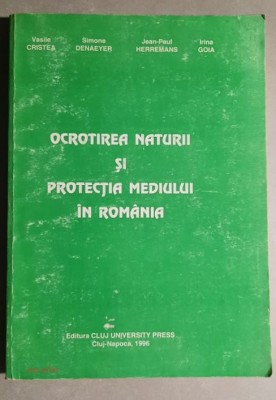 Vasile Simone Jean-Paul Irina
CRISTEA DENAEYER HERREMANS GOIA
OCROTIREA NATURII
ȘI
PROTECȚIA MEDIULUI
ÎN ROMÂNIA
Editura CLUJ UNIVERSITY PRESS
Cluj-Napoca, 1996